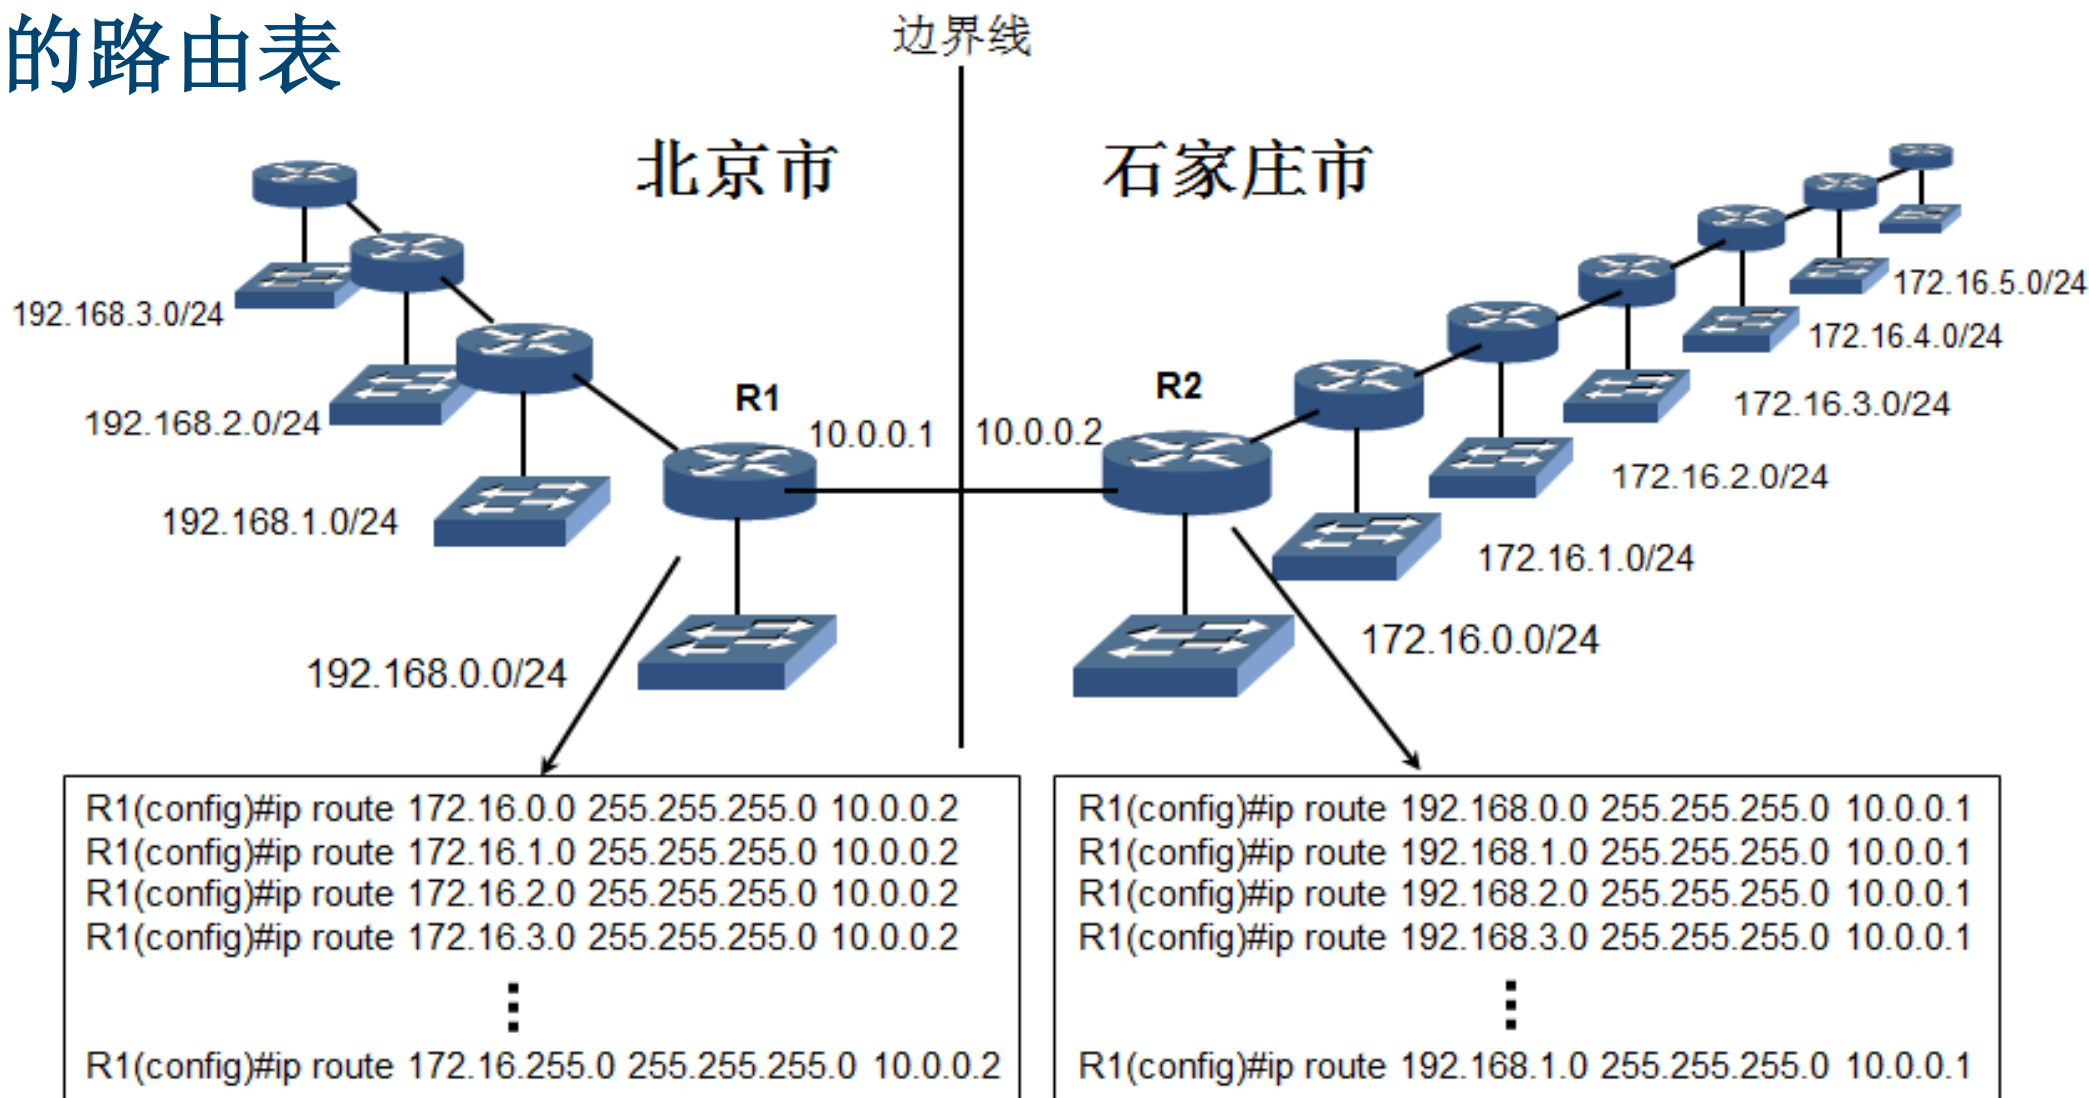 的路由表
边界线
北京市
石家庄市
192.168.3.0/24
192.168.2.0/24
192.168.1.0/24
192.168.0.0/24
R1
10.0.0.1
10.0.0.2
R2
172.16.5.0/24
172.16.4.0/24
172.16.3.0/24
172.16.2.0/24
172.16.1.0/24
172.16.0.0/24
R1(config)#ip route 172.16.0.0 255.255.255.0 10.0.0.2
R1(config)#ip route 172.16.1.0 255.255.255.0 10.0.0.2
R1(config)#ip route 172.16.2.0 255.255.255.0 10.0.0.2
R1(config)#ip route 172.16.3.0 255.255.255.0 10.0.0.2
R1(config)#ip route 172.16.255.0 255.255.255.0 10.0.0.2
R1(config)#ip route 192.168.0.0 255.255.255.0 10.0.0.1
R1(config)#ip route 192.168.1.0 255.255.255.0 10.0.0.1
R1(config)#ip route 192.168.2.0 255.255.255.0 10.0.0.1
R1(config)#ip route 192.168.3.0 255.255.255.0 10.0.0.1
R1(config)#ip route 192.168.1.0 255.255.255.0 10.0.0.1